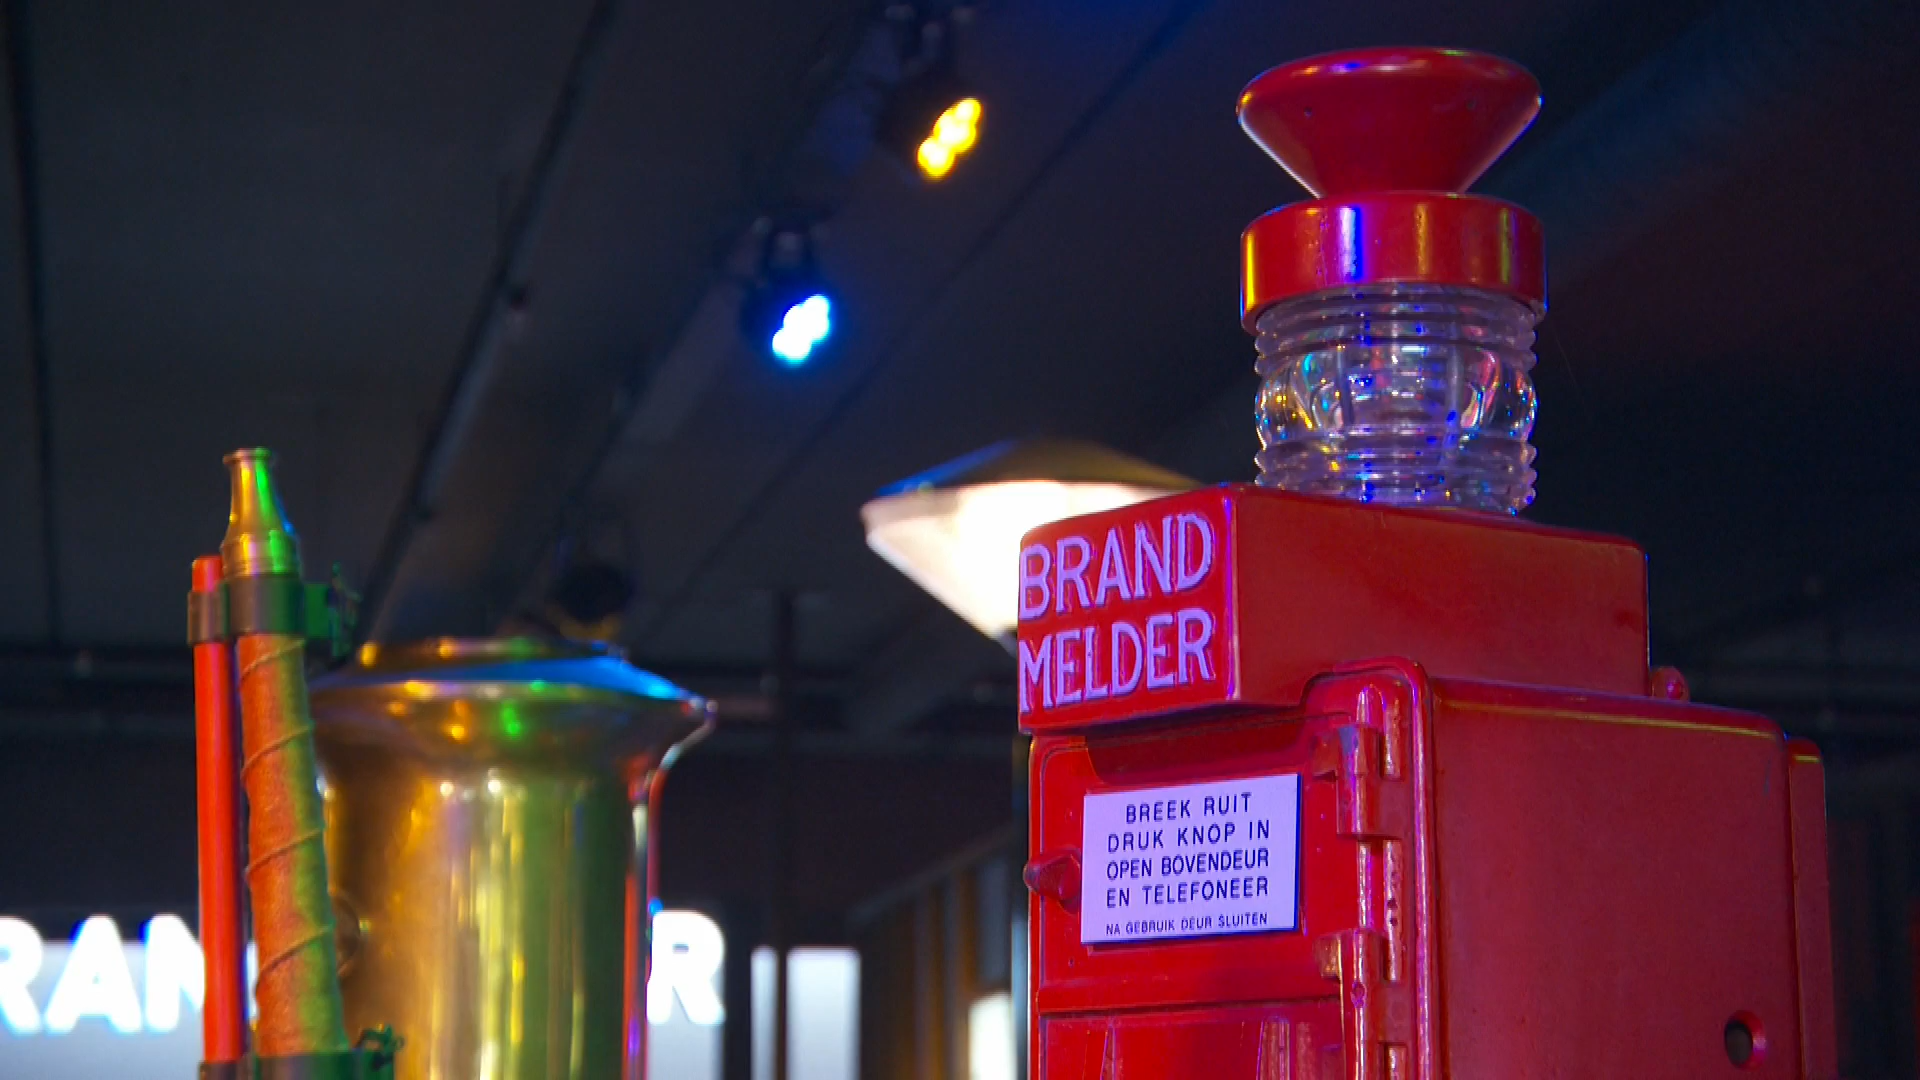 BRAND
MELDER
BREEK RUIT
DRUK KNOP IN
OPEN BOVENDEUR
EN TELEFONEER
NA GEBRUIK DEUR SLUITEN